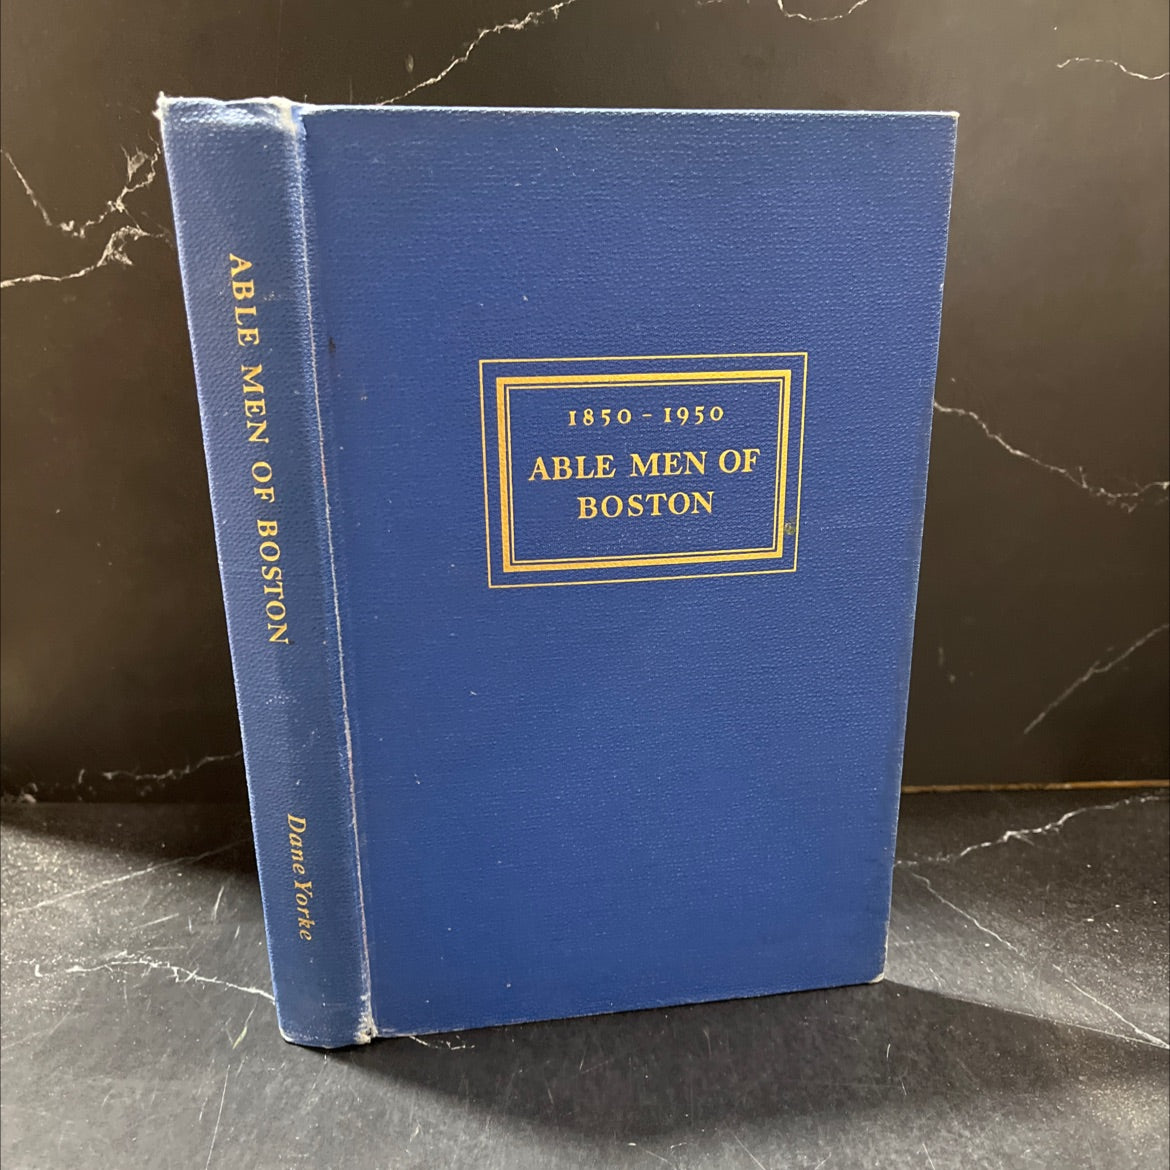 ABLE MEN OF BOSTON
Dane Yorke
1850 - 1950
ABLE MEN OF
BOSTON